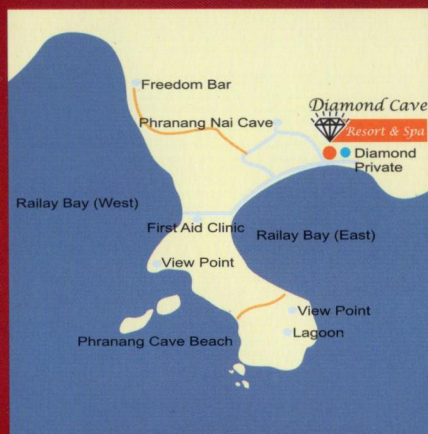 Freedom Bar
Diamond Cave
Phranang Nai Cave
Resort & Spa
Diamond
Private
Railay Bay (West)
First Aid Clinic
Railay Bay (East)
View Point
View Point
Lagoon
Phranang Cave Beach